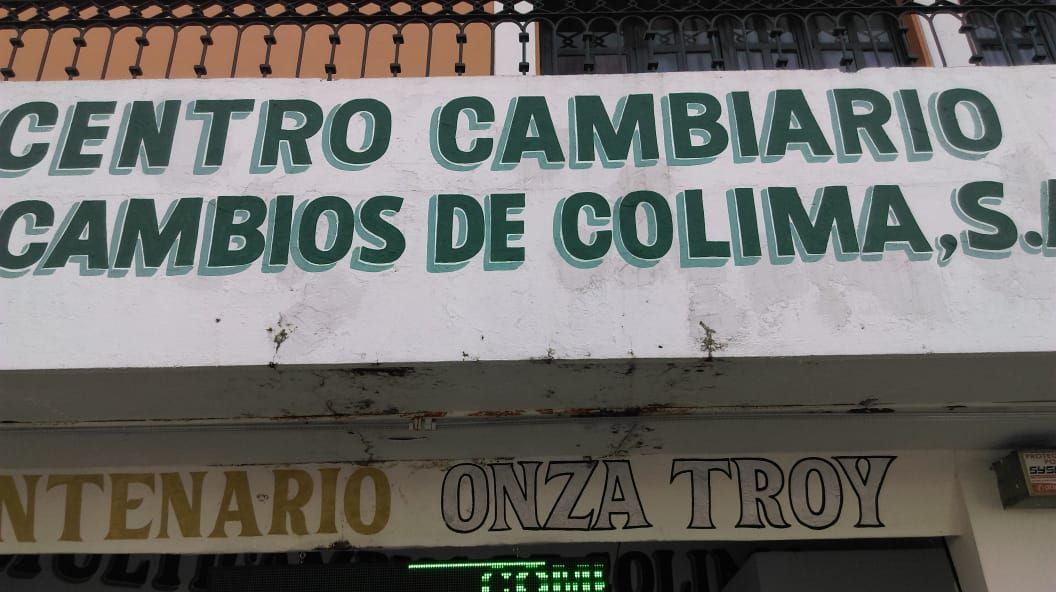 CENTRO CAMBIARIO
CAMBIOS DE COLIMA, S.
NTENARIO ONZA TROY